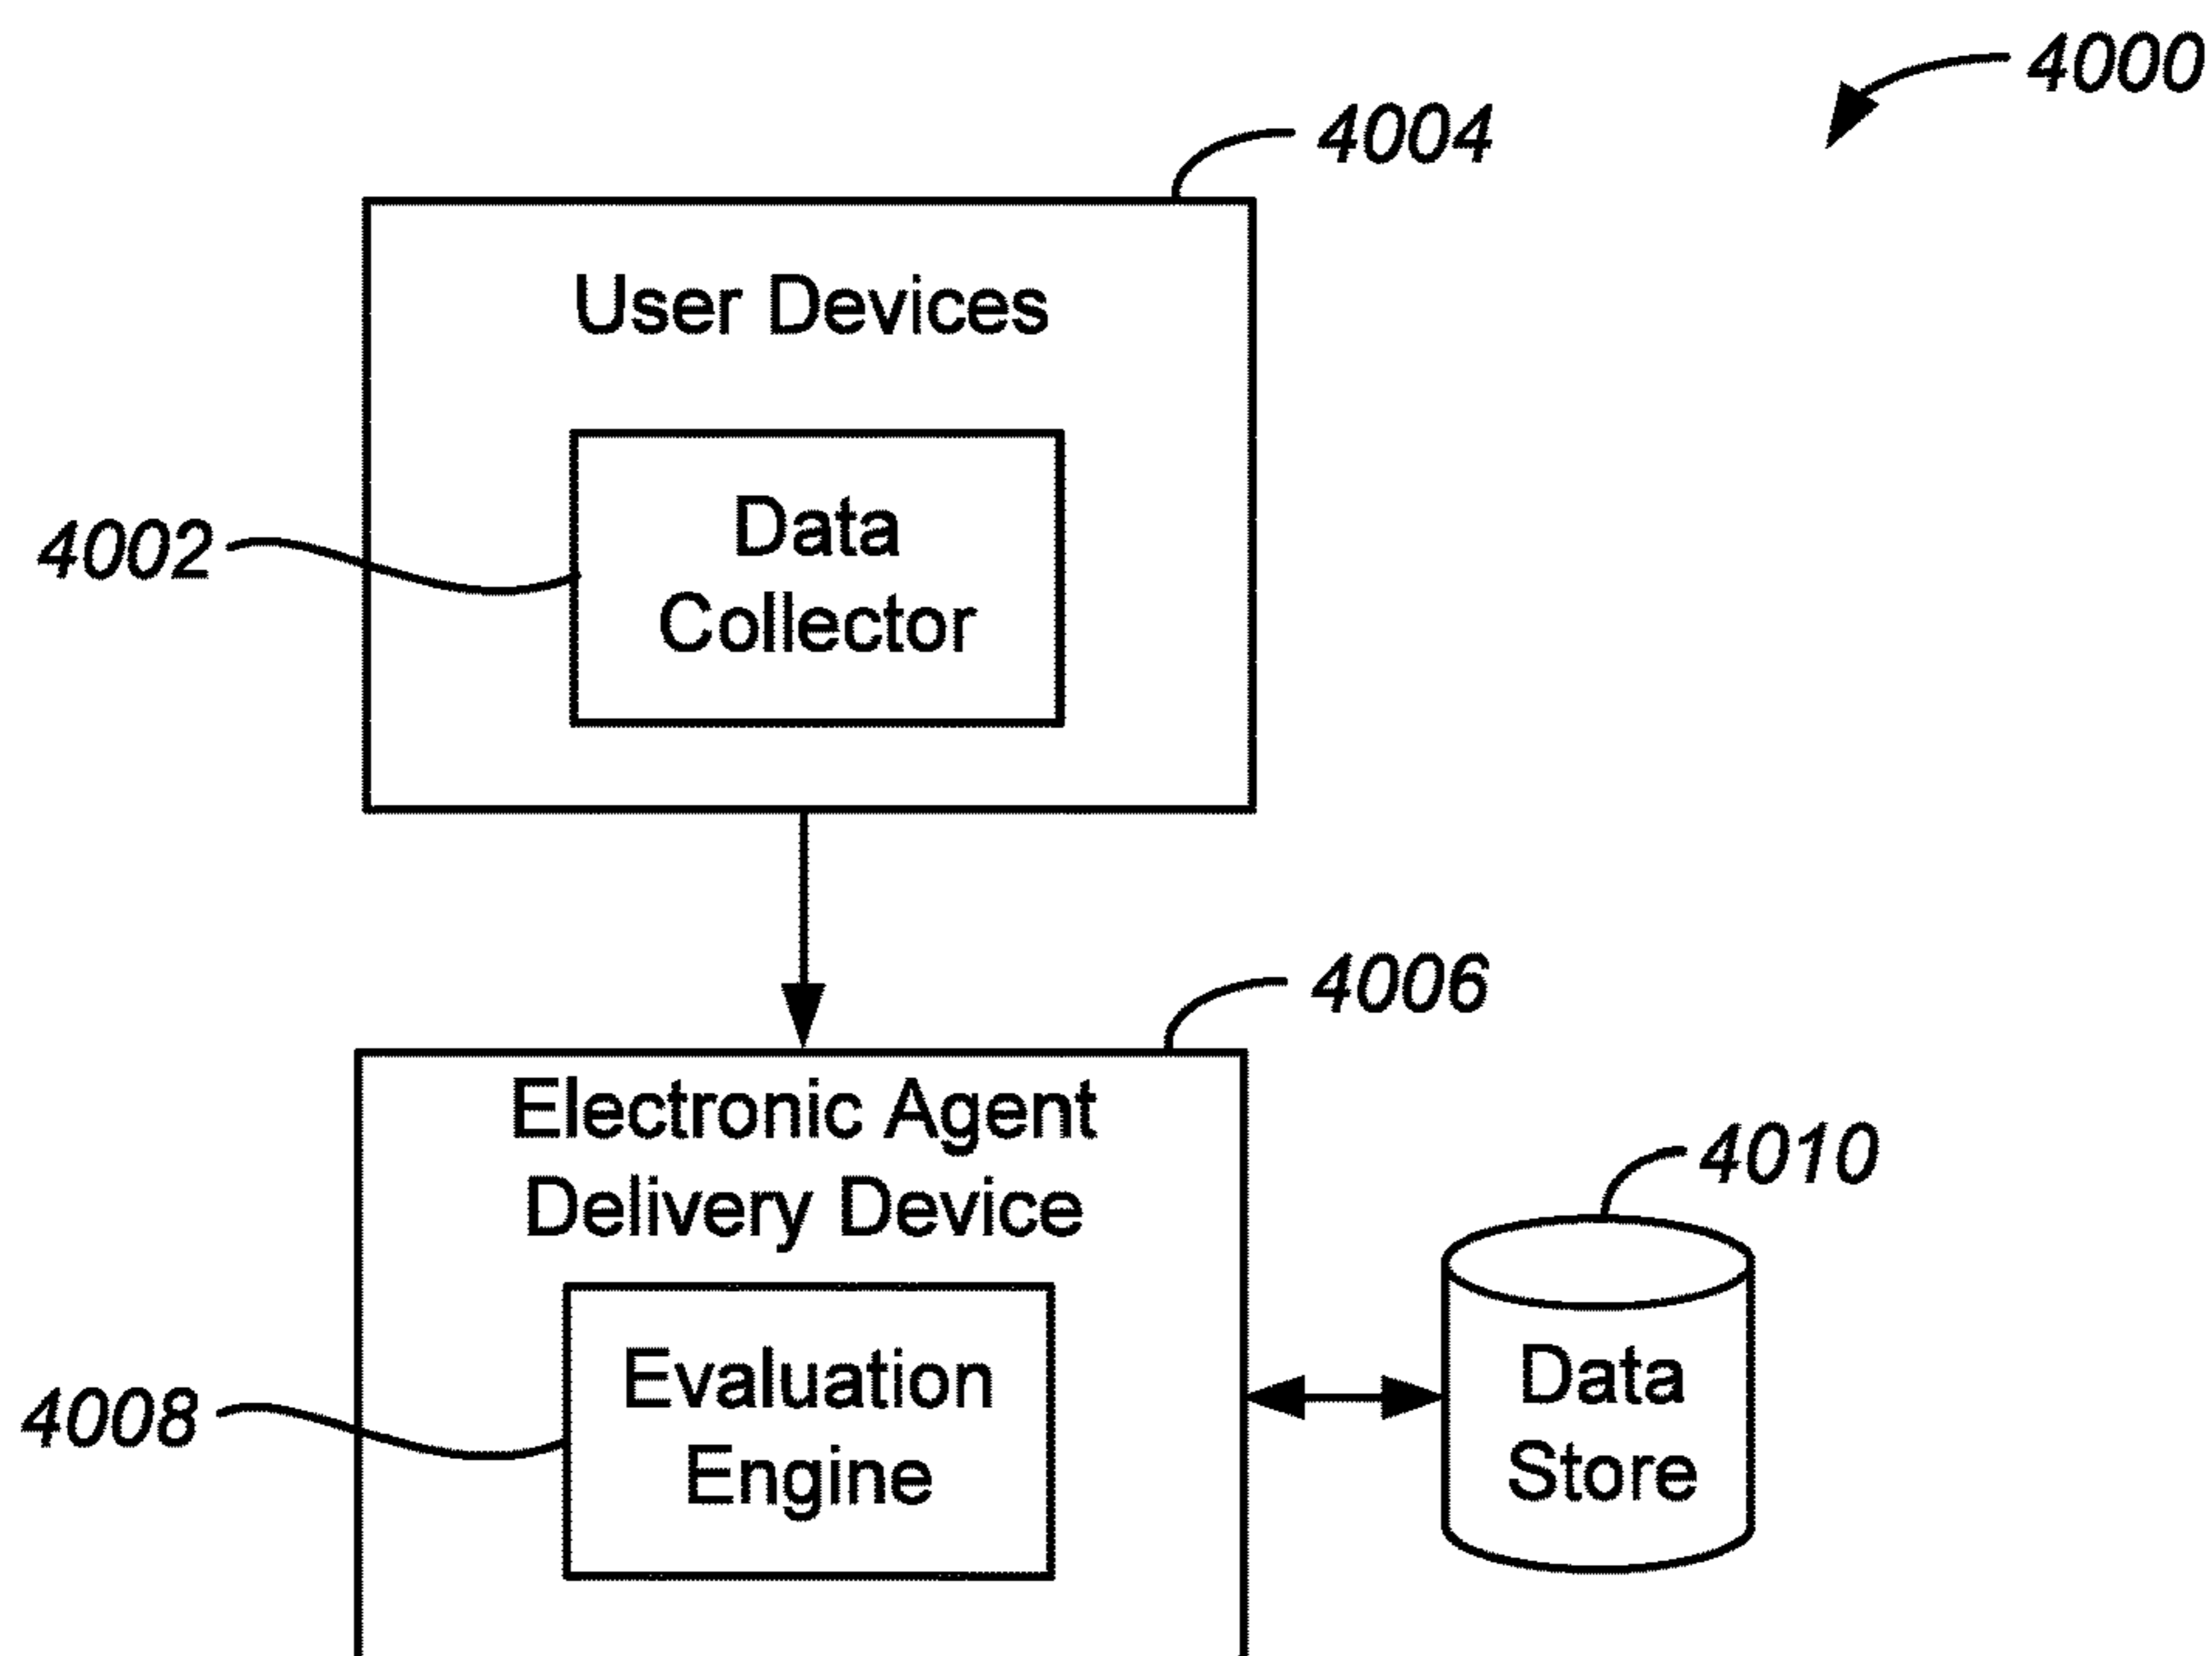 4000
4004
User Devices
4002
Data
Collector
4006
Electronic Agent
Delivery Device
4010
4008
Evaluation
Engine
Data
Store